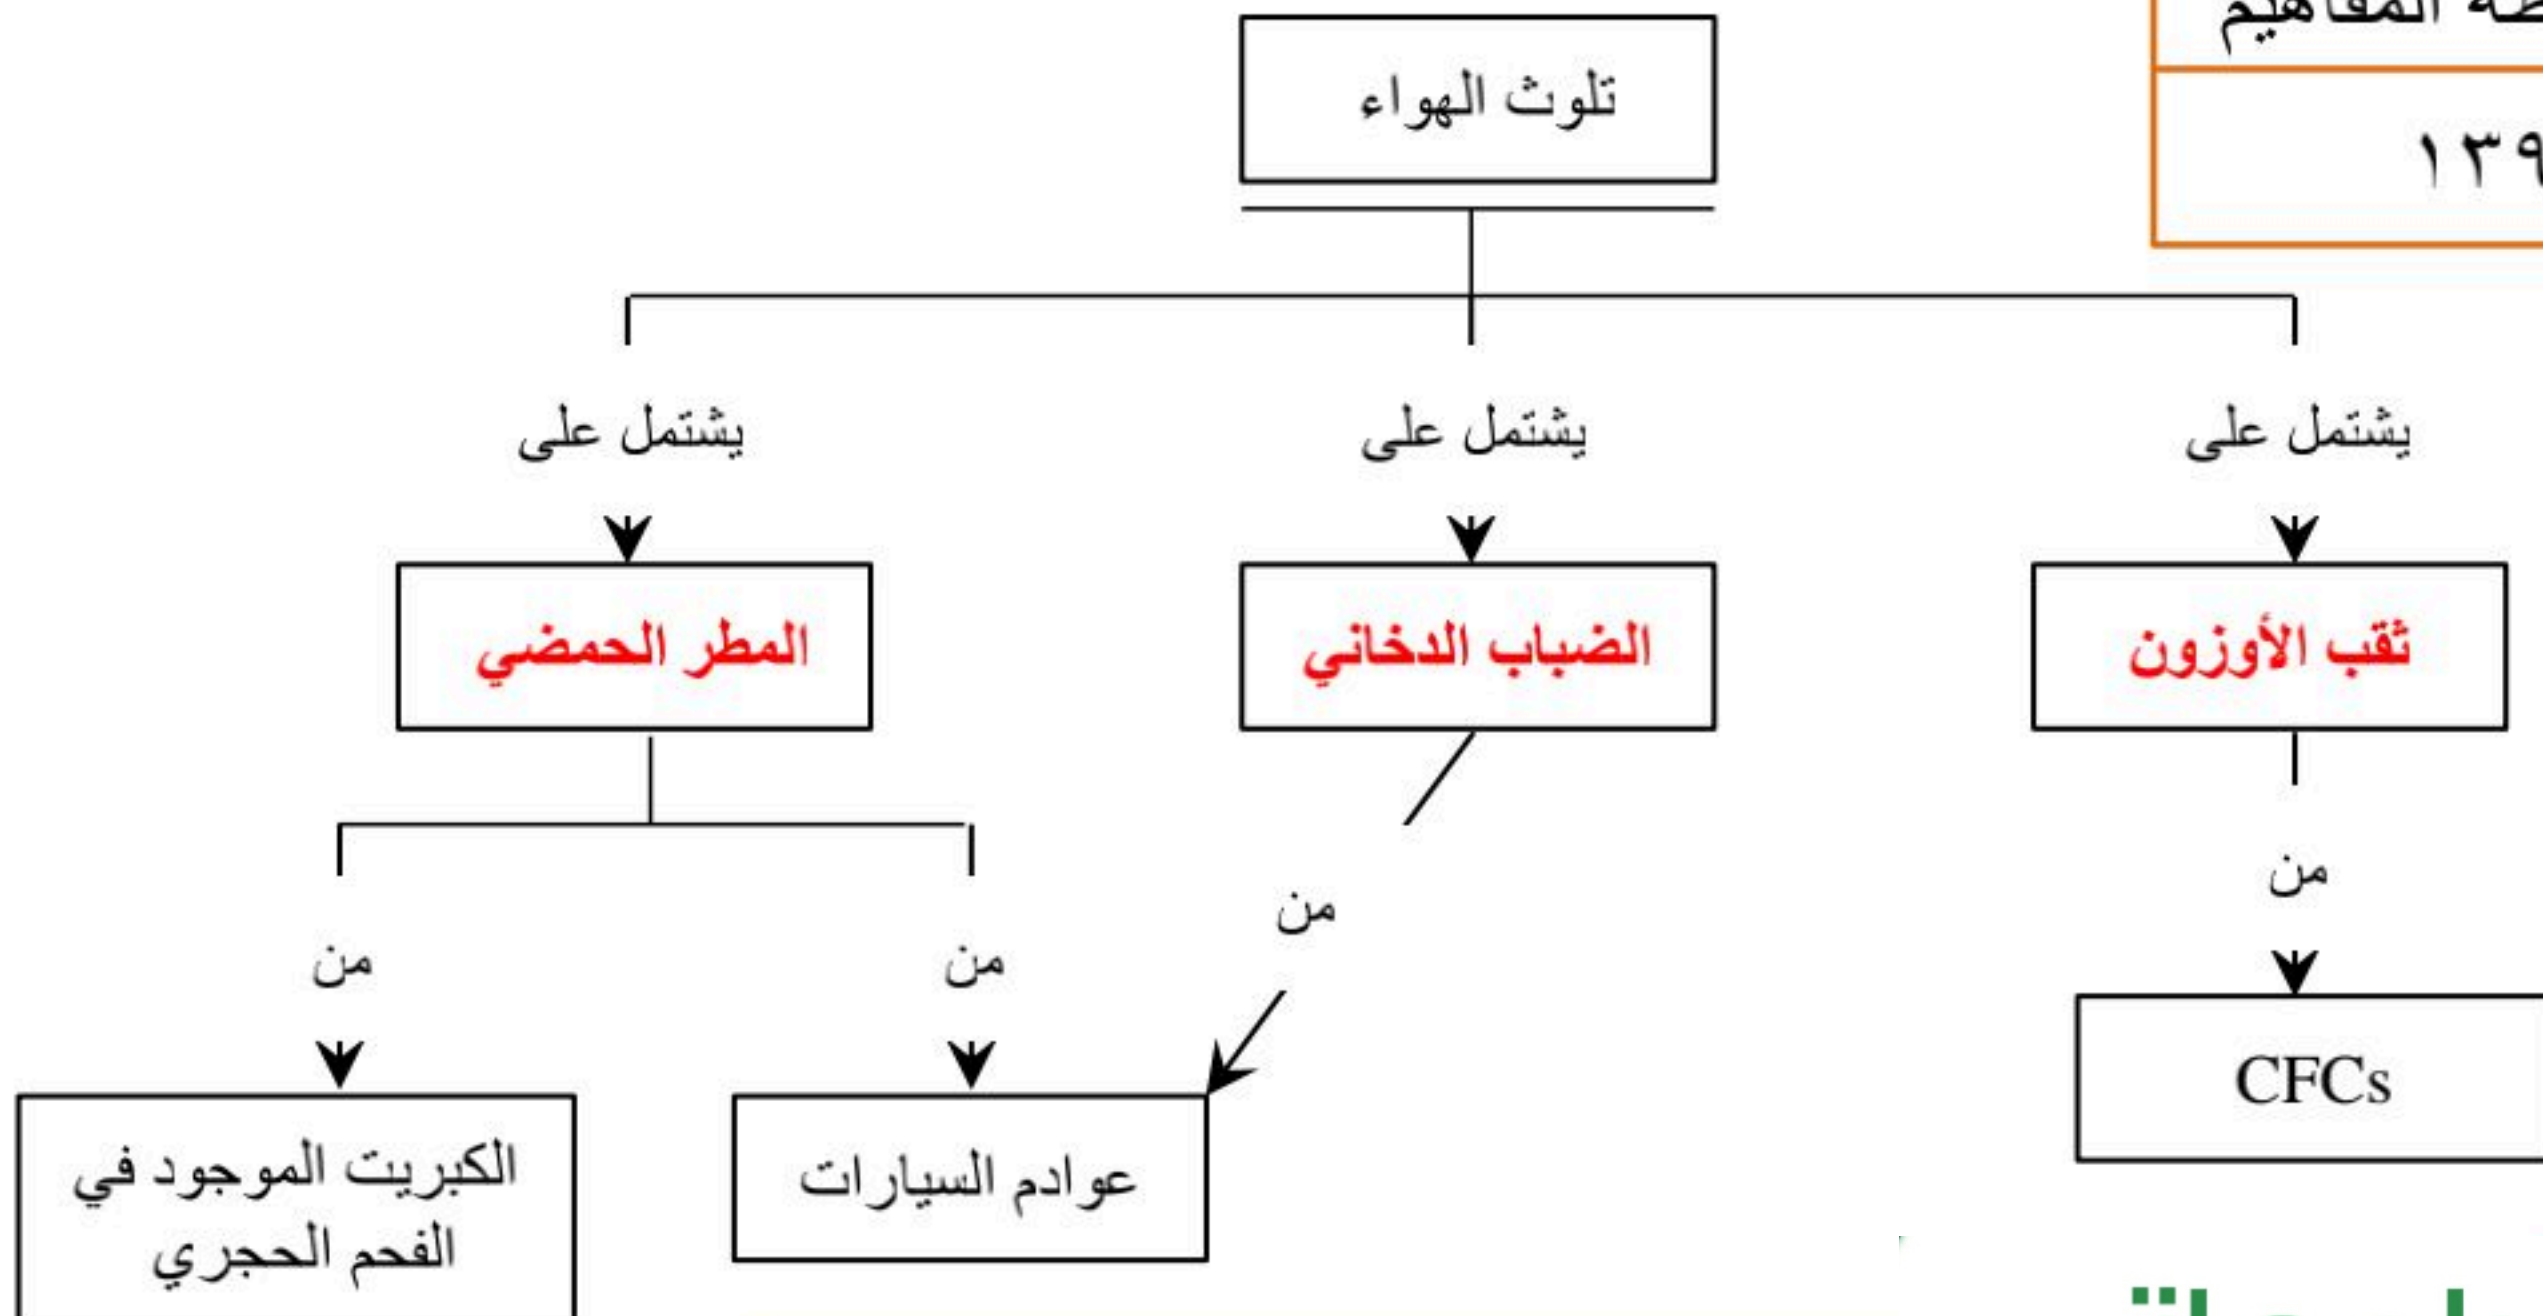 المفاهيم
تلوث الهواء
يشتمل على
يشتمل على
يشتمل على
ثقب الأوزون
الضباب الدخاني
المطر الحمضي
من
من
من
من
CFCs
عوادم السيارات
الكبريت الموجود في
الفحم الحجري